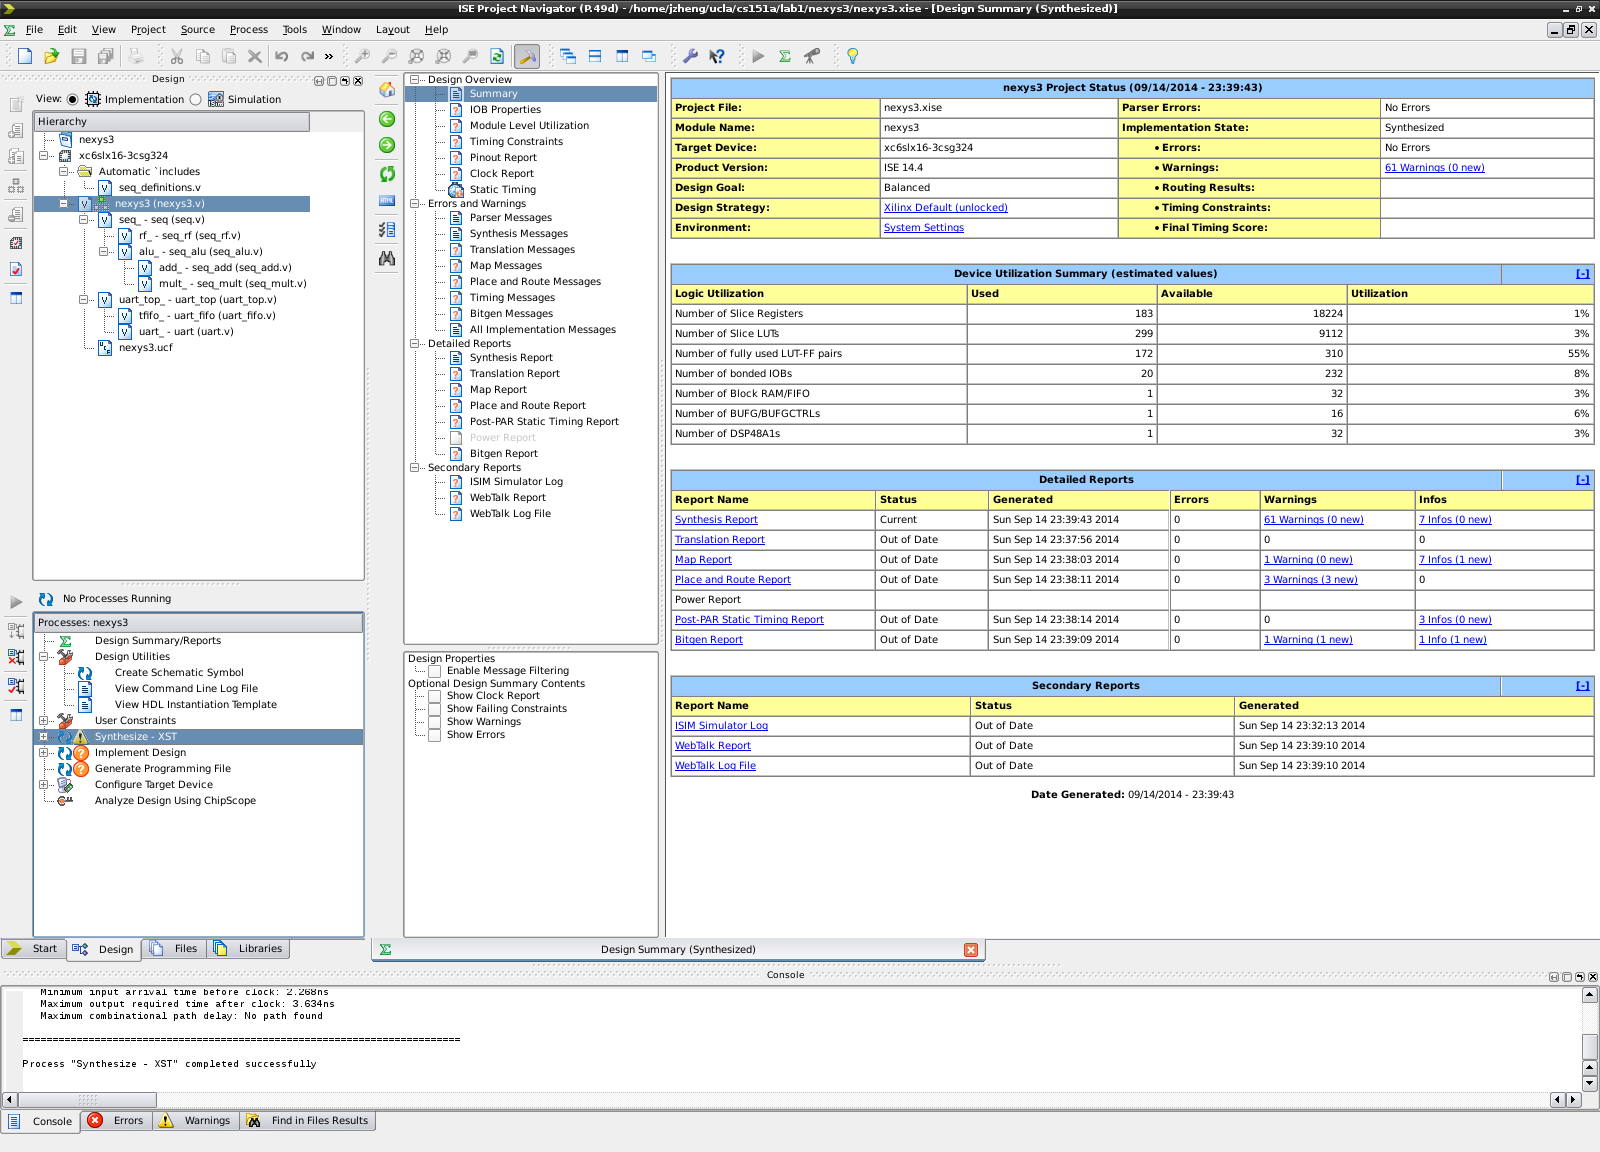 ISE Project Navigator (P.49d) - /home/jzheng/ucla/cs151a/lab1/nexys3/nexys3.xise - [Design Summary (Synthesized)]
File Edit View Project Source Process Tools Window Layout Help
Design
View: Implementation Simulation
Hierarchy
nexys3
xc6slx16-3csg324
Automatic `includes
seq_definitions.v
nexys3 (nexys3.v)
seq_ - seq (seq.v)
rf_ - seq_rf (seq_rf.v)
alu_ - seq_alu (seq_alu.v)
add_ - seq_add (seq_add.v)
mult_ - seq_mult (seq_mult.v)
uart_top_ - uart_top (uart_top.v)
tfifo_ - uart_fifo (uart_fifo.v)
uart_ - uart (uart.v)
nexys3.ucf
No Processes Running
Processes: nexys3
Design Summary/Reports
Design Utilities
Create Schematic Symbol
View Command Line Log File
View HDL Instantiation Template
User Constraints
Synthesize - XST
Implement Design
Generate Programming File
Configure Target Device
Analyze Design Using ChipScope
Start Design Files Libraries
Design Overview
Summary
IOB Properties
Module Level Utilization
Timing Constraints
Pinout Report
Clock Report
Static Timing
Errors and Warnings
Parser Messages
Synthesis Messages
Translation Messages
Map Messages
Place and Route Messages
Timing Messages
Bitgen Messages
All Implementation Messages
Detailed Reports
Synthesis Report
Translation Report
Map Report
Place and Route Report
Post-PAR Static Timing Report
Power Report
Bitgen Report
Secondary Reports
ISIM Simulator Log
WebTalk Report
WebTalk Log File
Design Properties
Enable Message Filtering
Optional Design Summary Contents
Show Clock Report
Show Failing Constraints
Show Warnings
Show Errors
nexys3 Project Status (09/14/2014 - 23:39:43)
Project File: nexys3.xise Parser Errors: No Errors
Module Name: nexys3 Implementation State: Synthesized
Target Device: xc6slx16-3csg324 • Errors: No Errors
Product Version: ISE 14.4 • Warnings: 61 Warnings (0 new)
Design Goal: Balanced • Routing Results:
Design Strategy: Xilinx Default (unlocked) • Timing Constraints:
Environment: System Settings • Final Timing Score:
Device Utilization Summary (estimated values) [-]
Logic Utilization Used Available Utilization
Number of Slice Registers 183 18224 1%
Number of Slice LUTs 299 9112 3%
Number of fully used LUT-FF pairs 172 310 55%
Number of bonded IOBs 20 232 8%
Number of Block RAM/FIFO 1 32 3%
Number of BUFG/BUFGCTRLs 1 16 6%
Number of DSP48A1s 1 32 3%
Detailed Reports [-]
Report Name Status Generated Errors Warnings Infos
Synthesis Report Current Sun Sep 14 23:39:43 2014 0 61 Warnings (0 new) 7 Infos (0 new)
Translation Report Out of Date Sun Sep 14 23:37:56 2014 0 0 0
Map Report Out of Date Sun Sep 14 23:38:03 2014 0 1 Warning (0 new) 7 Infos (1 new)
Place and Route Report Out of Date Sun Sep 14 23:38:11 2014 0 3 Warnings (3 new) 0
Power Report
Post-PAR Static Timing Report Out of Date Sun Sep 14 23:38:14 2014 0 0 3 Infos (0 new)
Bitgen Report Out of Date Sun Sep 14 23:39:09 2014 0 1 Warning (1 new) 1 Info (1 new)
Secondary Reports [-]
Report Name Status Generated
ISIM Simulator Log Out of Date Sun Sep 14 23:32:13 2014
WebTalk Report Out of Date Sun Sep 14 23:39:10 2014
WebTalk Log File Out of Date Sun Sep 14 23:39:10 2014
Date Generated: 09/14/2014 - 23:39:43
Design Summary (Synthesized)
Console
Minimum input arrival time before clock: 2.268ns
Maximum output required time after clock: 3.634ns
Maximum combinational path delay: No path found
=========================================================================
Process "Synthesize - XST" completed successfully
Console Errors Warnings Find in Files Results